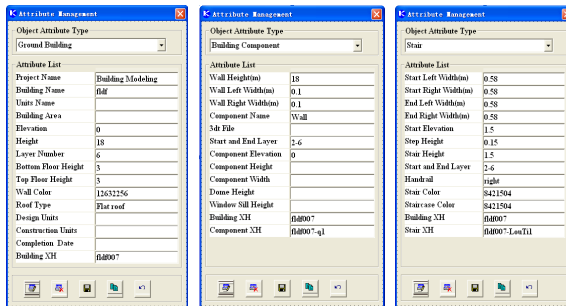 Attribute Management
Object Attribute Type
Ground Building
Attribute List
Project Name Building Modeling
Building Name fldf
Units Name
Building Area
Elevation 0
Height 18
Layer Number 6
Bottom Floor Height 3
Top Floor Height 3
Wall Color 12632256
Roof Type Flat roof
Design Units
Construction Units
Completion Date
Building XH fldf007
Attribute Management
Object Attribute Type
Building Component
Attribute List
Wall Height(m) 18
Wall Left Width(m) 0.1
Wall Right Width(m) 0.1
Component Name Wall
3dt File
Start and End Layer 2-6
Component Elevation 0
Component Height
Component Width
Dome Height
Window Sill Height
Building XH fldf007
Component XH fldf007-q1
Attribute Management
Object Attribute Type
Stair
Attribute List
Start Left Width(m) 0.58
Start Right Width(m) 0.58
End Left Width(m) 0.58
End Right Width(m) 0.58
Start Elevation 1.5
Step Height 0.15
Stair Height 1.5
Start and End Layer 2-6
Handrail right
Stair Color 8421504
Staircase Color 8421504
Building XH fldf007
Stair XH fldf007-LouTi1